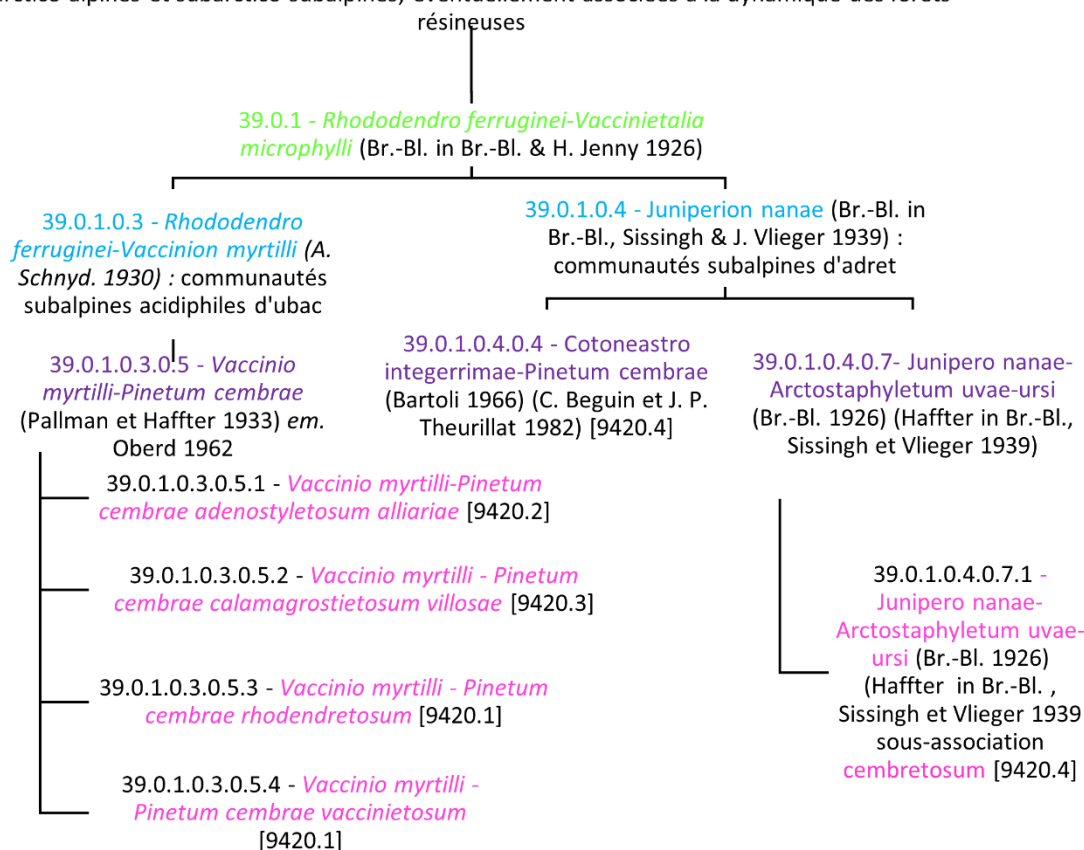 résineuses
39.0.1 - Rhododendro ferruginei-Vaccinietalia
microphylli (Br.-Bl. in Br.-Bl. & H. Jenny 1926)
39.0.1.0.3 - Rhododendro
ferruginei-Vaccinion myrtilli (A.
Schnyd. 1930) : communautés
subalpines acidiphiles d'ubac
39.0.1.0.4 - Juniperion nanae (Br.-Bl. in
Br.-Bl., Sissingh & J. Vlieger 1939) :
communautés subalpines d'adret
39.0.1.0.3.0.5 - Vaccinio
myrtilli-Pinetum cembrae
(Pallman et Haffter 1933) em.
Oberd 1962
39.0.1.0.4.0.4 - Cotoneastro
integerrimae-Pinetum cembrae
(Bartoli 1966) (C. Beguin et J. P.
Theurillat 1982) [9420.4]
39.0.1.0.4.0.7- Junipero nanae-
Arctostaphyletum uvae-ursi
(Br.-Bl. 1926) (Haffter in Br.-Bl.,
Sissingh et Vlieger 1939)
39.0.1.0.3.0.5.1 - Vaccinio myrtilli-Pinetum
cembrae adenostyletosum alliariae [9420.2]
39.0.1.0.3.0.5.2 - Vaccinio myrtilli - Pinetum
cembrae calamagrostietosum villosae [9420.3]
39.0.1.0.3.0.5.3 - Vaccinio myrtilli - Pinetum
cembrae rhodendretosum [9420.1]
39.0.1.0.3.0.5.4 - Vaccinio myrtilli -
Pinetum cembrae vaccinietosum
[9420.1]
39.0.1.0.4.0.7.1 -
Junipero nanae-
Arctostaphyletum uvae-
ursi (Br.-Bl. 1926)
(Haffter in Br.-Bl. ,
Sissingh et Vlieger 1939
sous-association
cembretosum [9420.4]